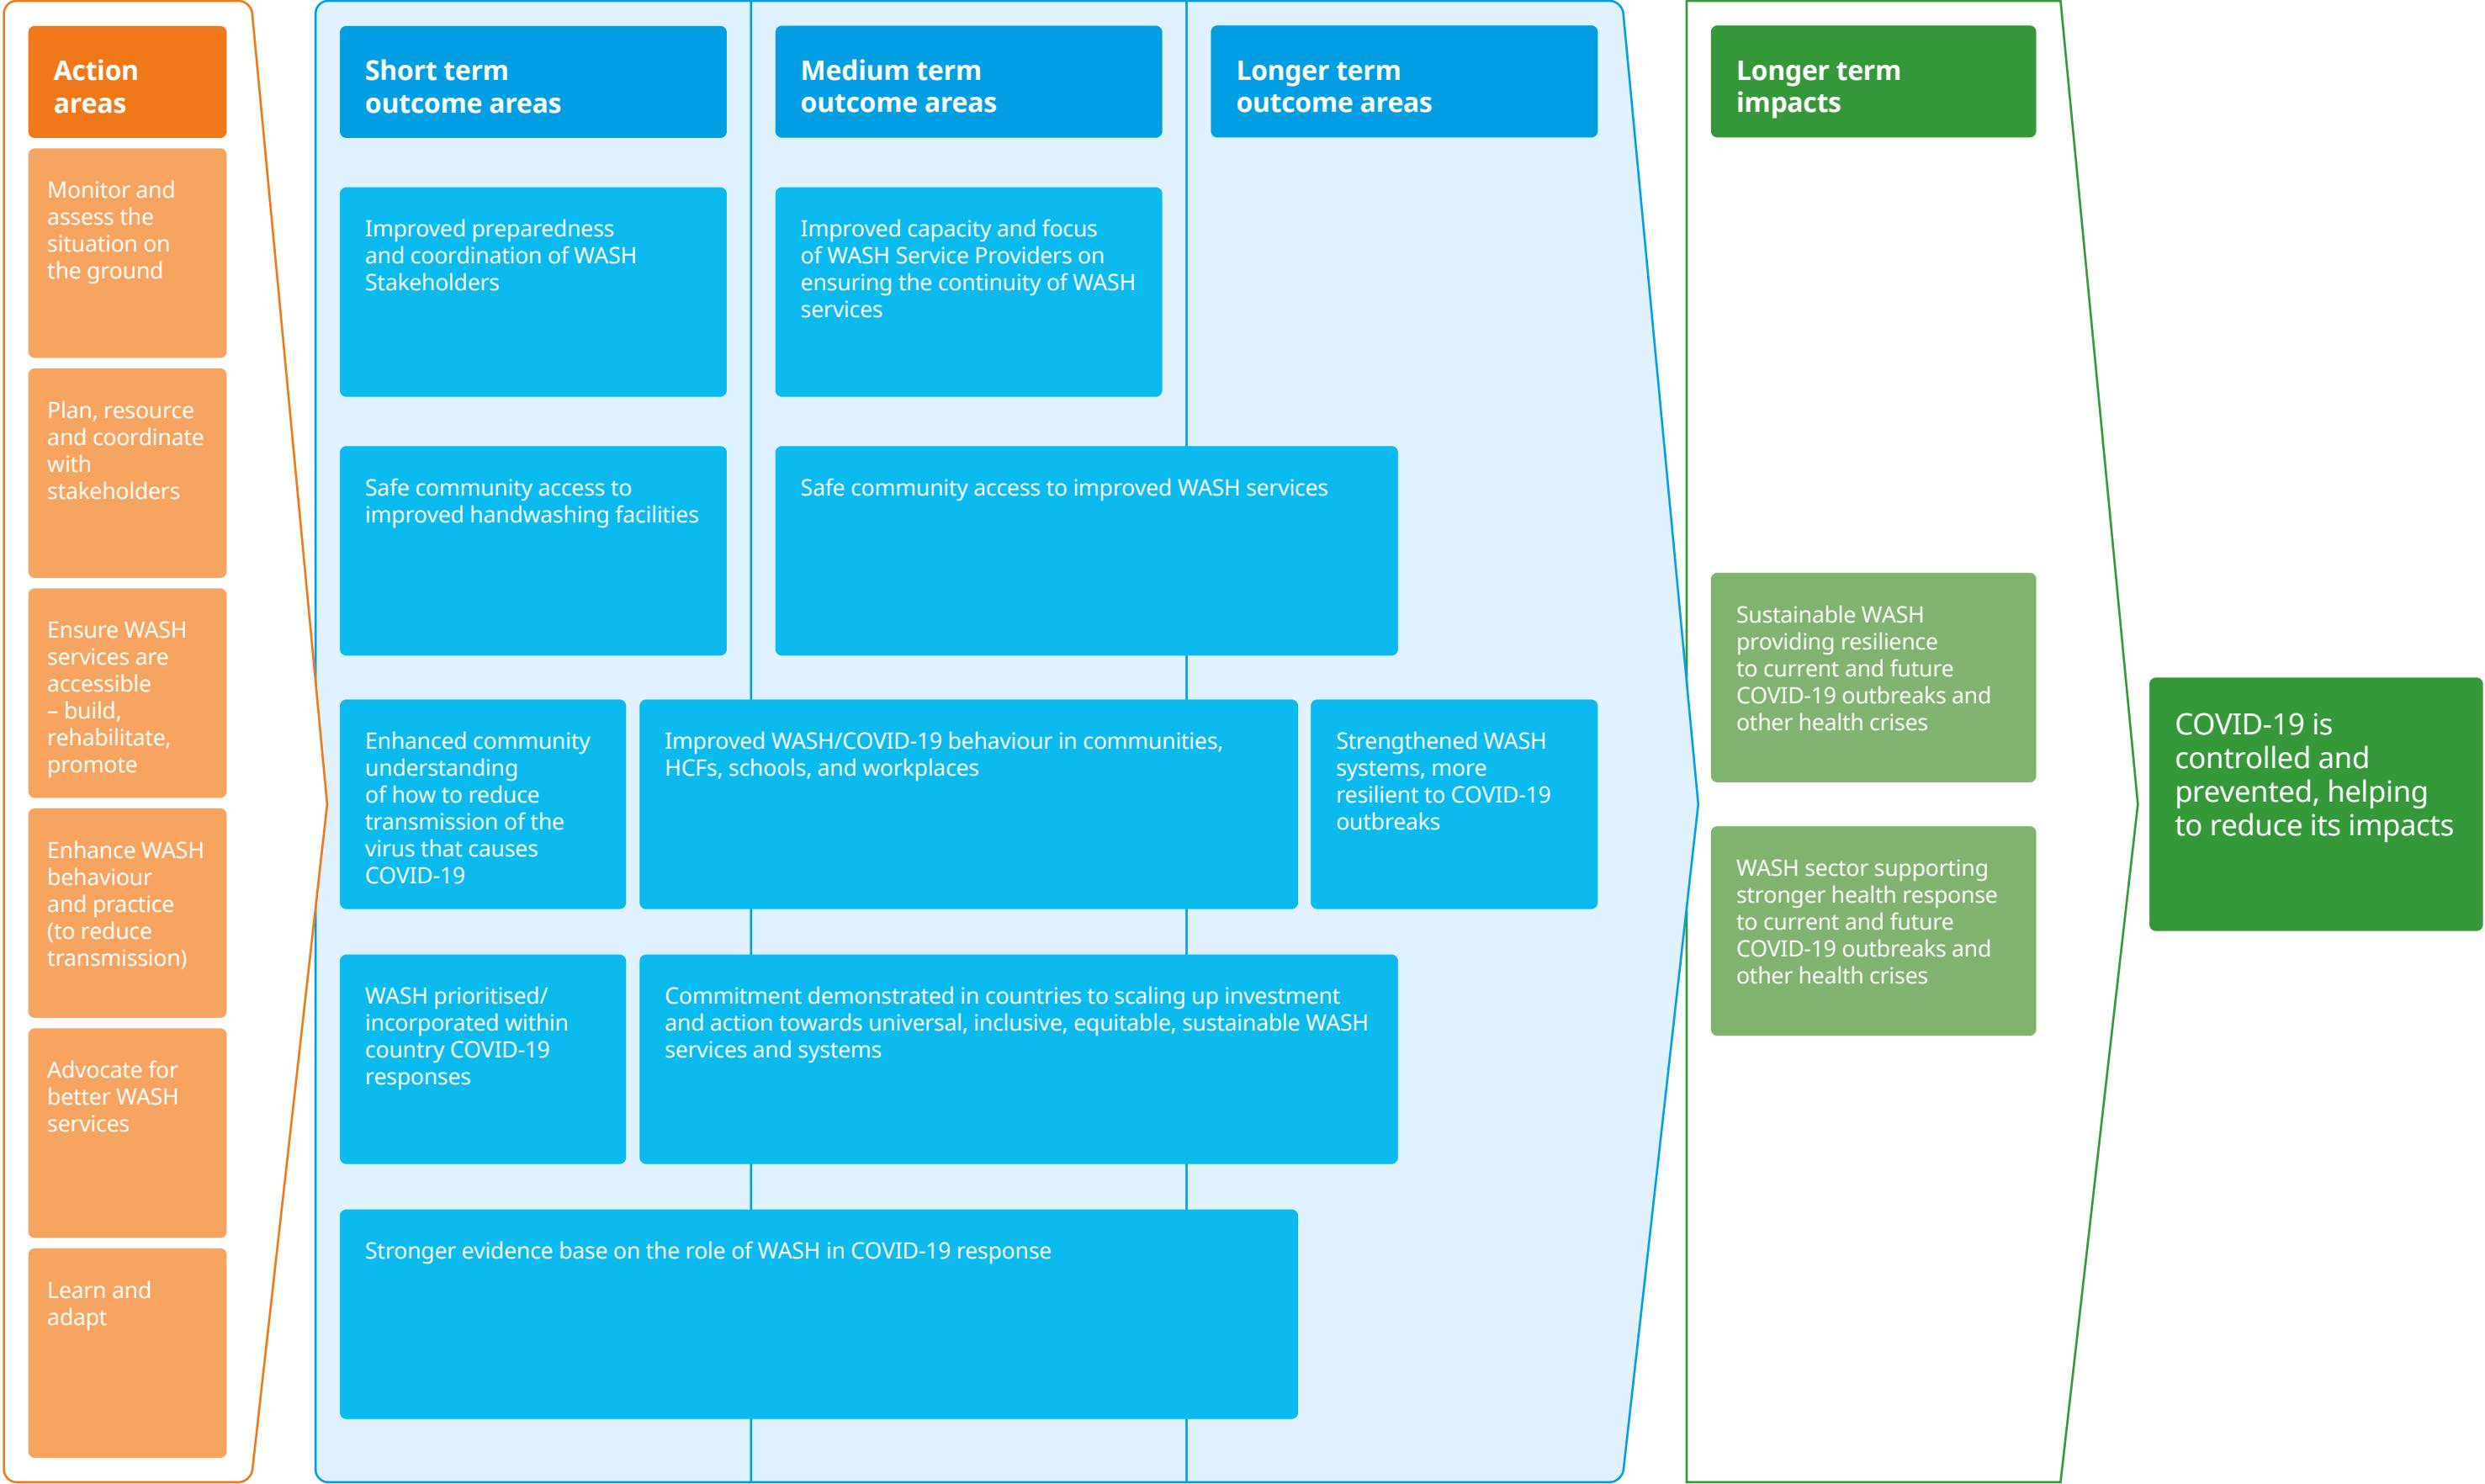 Action
areas
Monitor and
assess the
situation on
the ground
Plan, resource
and coordinate
with
stakeholders
Ensure WASH
services are
accessible
– build,
rehabilitate,
promote
Enhance WASH
behaviour
and practice
(to reduce
transmission)
Advocate for
better WASH
services
Learn and
adapt
Short term
outcome areas
Medium term
outcome areas
Longer term
outcome areas
Improved preparedness
and coordination of WASH
Stakeholders
Improved capacity and focus
of WASH Service Providers on
ensuring the continuity of WASH
services
Safe community access to
improved handwashing facilities
Safe community access to improved WASH services
Enhanced community
understanding
of how to reduce
transmission of the
virus that causes
COVID-19
Improved WASH/COVID-19 behaviour in communities,
HCFs, schools, and workplaces
Strengthened WASH
systems, more
resilient to COVID-19
outbreaks
WASH prioritised/
incorporated within
country COVID-19
responses
Commitment demonstrated in countries to scaling up investment
and action towards universal, inclusive, equitable, sustainable WASH
services and systems
Stronger evidence base on the role of WASH in COVID-19 response
Longer term
impacts
Sustainable WASH
providing resilience
to current and future
COVID-19 outbreaks and
other health crises
WASH sector supporting
stronger health response
to current and future
COVID-19 outbreaks and
other health crises
COVID-19 is
controlled and
prevented, helping
to reduce its impacts